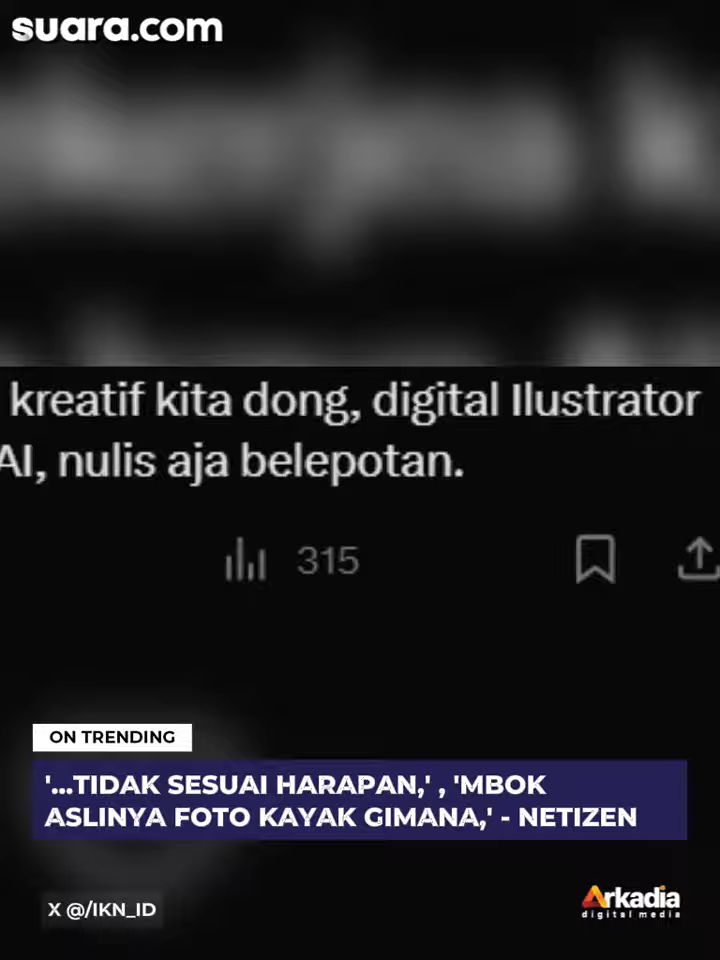 suara.com
kreatif kita dong, digital Ilustrator
AI, nulis aja belepotan.
315
ON TRENDING
'...TIDAK SESUAI HARAPAN,' , 'MBOK
ASLINYA FOTO KAYAK GIMANA,' - NETIZEN
X @/IKN_ID
Arkadia
digital media